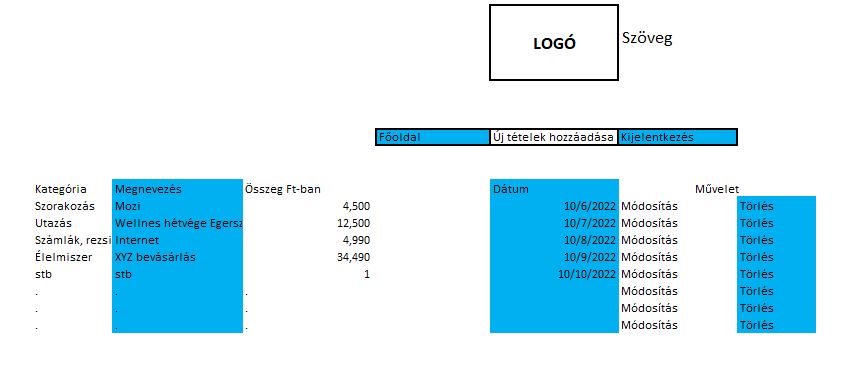 LOGÓ Szöveg
Főoldal Új tételek hozzáadása Kijelentkezés
Kategória Megnevezés Összeg Ft-ban Dátum Művelet
Szorakozás Mozi 4,500 10/6/2022 Módosítás Törlés
Utazás Wellnes hétvége Egersz 12,500 10/7/2022 Módosítás Törlés
Számlák, rezsi Internet 4,990 10/8/2022 Módosítás Törlés
Élelmiszer XYZ bevásárlás 34,490 10/9/2022 Módosítás Törlés
stb stb 1 10/10/2022 Módosítás Törlés
. . . Módosítás Törlés
. . . Módosítás Törlés
. . . Módosítás Törlés